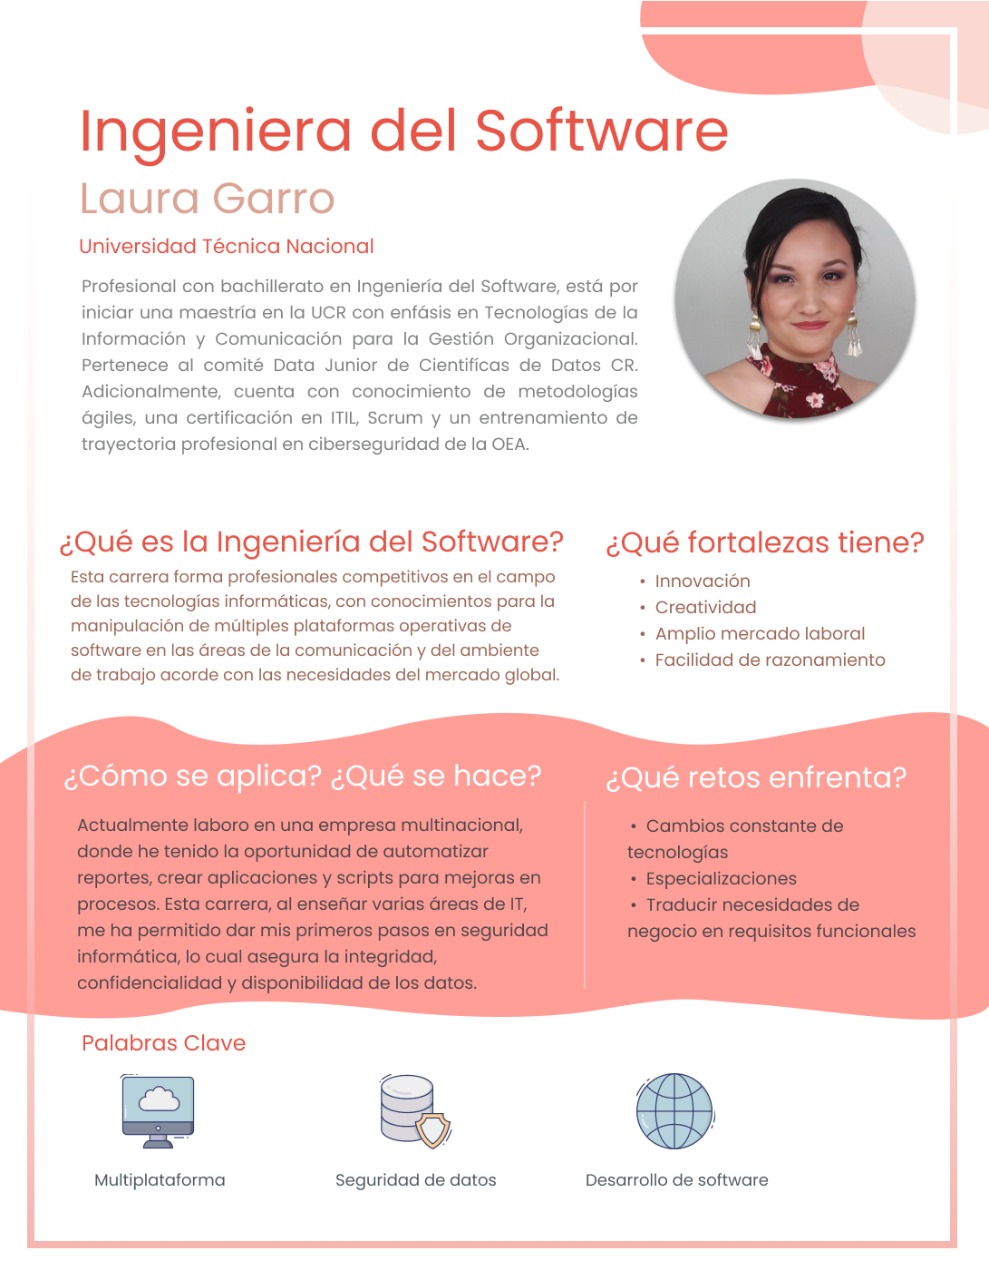 Ingeniera del Software
Laura Garro
Universidad Técnica Nacional
Profesional con bachillerato en Ingeniería del Software, está por
iniciar una maestría en la UCR con enfásis en Tecnologías de la
Información y Comunicación para la Gestión Organizacional.
Pertenece al comité Data Junior de Cientifícas de Datos CR.
Adicionalmente, cuenta con conocimiento de metodologías
ágiles, una certificación en ITIL, Scrum y un entrenamiento de
trayectoria profesional en ciberseguridad de la OEA.
¿Qué es la Ingeniería del Software?
Esta carrera forma profesionales competitivos en el campo
de las tecnologías informáticas, con conocimientos para la
manipulación de múltiples plataformas operativas de
software en las áreas de la comunicación y del ambiente
de trabajo acorde con las necesidades del mercado global.
¿Qué fortalezas tiene?
• Innovación
• Creatividad
• Amplio mercado laboral
• Facilidad de razonamiento
¿Cómo se aplica? ¿Qué se hace?
Actualmente laboro en una empresa multinacional,
donde he tenido la oportunidad de automatizar
reportes, crear aplicaciones y scripts para mejoras en
procesos. Esta carrera, al enseñar varias áreas de IT,
me ha permitido dar mis primeros pasos en seguridad
informática, lo cual asegura la integridad,
confidencialidad y disponibilidad de los datos.
¿Qué retos enfrenta?
• Cambios constante de
tecnologías
• Especializaciones
• Traducir necesidades de
negocio en requisitos funcionales
Palabras Clave
Multiplataforma
Seguridad de datos
Desarrollo de software